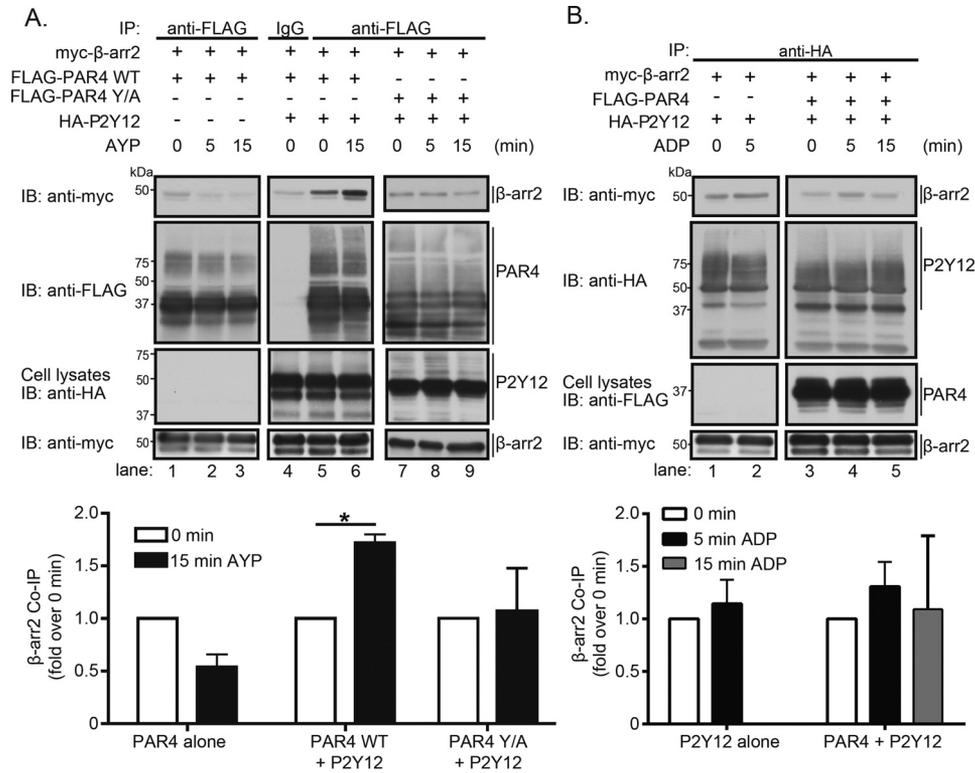 A.
IP: anti-FLAG IgG anti-FLAG
myc-β-arr2 + + + + + + + + +
FLAG-PAR4 WT + + + + + + - - -
FLAG-PAR4 Y/A - - - - - - + + +
HA-P2Y12 - - - + + + + + +
AYP 0 5 15 0 0 15 0 5 15 (min)
kDa
IB: anti-myc 50 β-arr2
75
IB: anti-FLAG 50 PAR4
37
75
Cell lysates 50 P2Y12
IB: anti-HA
37
IB: anti-myc 50 β-arr2
lane: 1 2 3 4 5 6 7 8 9
2.0
1.5
1.0
0.5
0
β-arr2 Co-IP
(fold over 0 min)
0 min
15 min AYP
*
PAR4 alone PAR4 WT PAR4 Y/A
+ P2Y12 + P2Y12
B.
IP: anti-HA
myc-β-arr2 + + + + +
FLAG-PAR4 - - + + +
HA-P2Y12 + + + + +
ADP 0 5 0 5 15 (min)
kDa
IB: anti-myc 50 β-arr2
75 P2Y12
IB: anti-HA 50
37
Cell lysates 37 PAR4
IB: anti-FLAG
IB: anti-myc 50 β-arr2
lane: 1 2 3 4 5
2.0
1.5
1.0
0.5
0
β-arr2 Co-IP
(fold over 0 min)
0 min
5 min ADP
15 min ADP
P2Y12 alone PAR4 + P2Y12